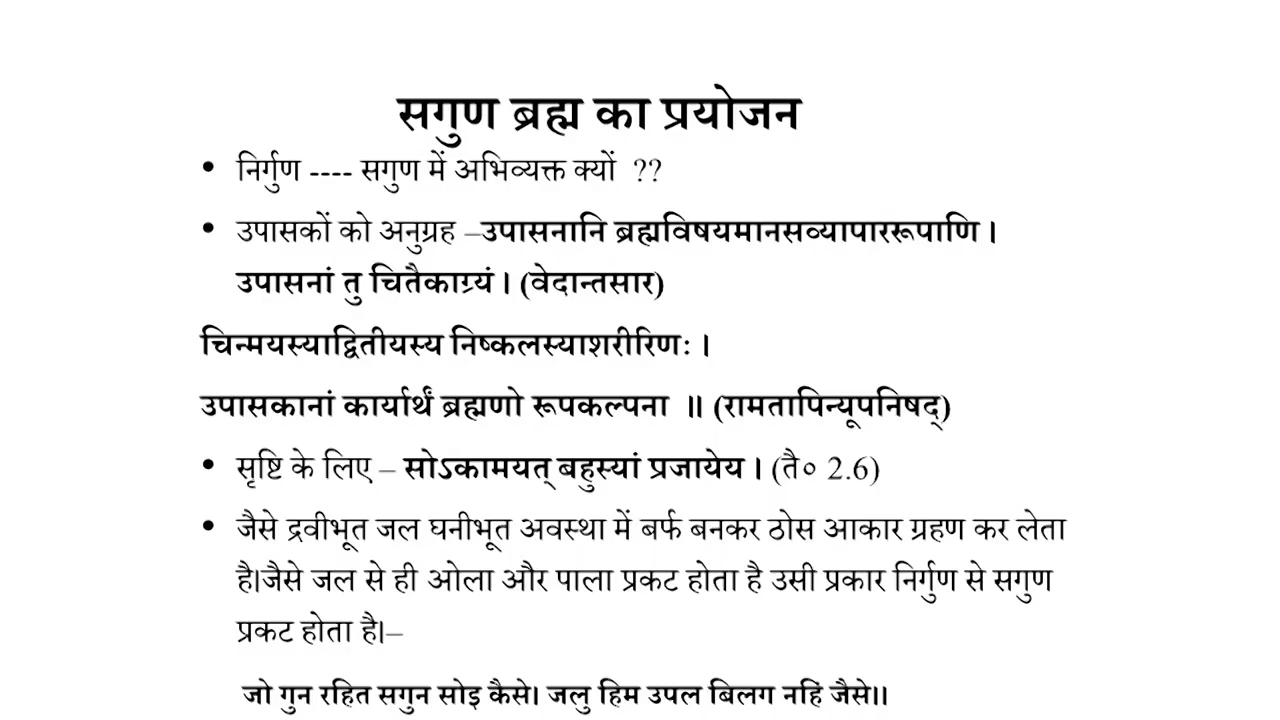 सगुण ब्रह्म का प्रयोजन
• निर्गुण ---- सगुण में अभिव्यक्त क्यों ??
• उपासकों को अनुग्रह –उपासनानि ब्रह्मविषयमानसव्यापाररूपाणि ।
उपासनां तु चितैकाग्र्यं । (वेदान्तसार)
चिन्मयस्याद्वितीयस्य निष्कलस्याशरीरिणः ।
उपासकानां कार्यार्थं ब्रह्मणो रूपकल्पना ॥ (रामतापिन्यूपनिषद्)
• सृष्टि के लिए – सोऽकामयत् बहुस्यां प्रजायेय । (तै० 2.6)
• जैसे द्रवीभूत जल घनीभूत अवस्था में बर्फ बनकर ठोस आकार ग्रहण कर लेता
है।जैसे जल से ही ओला और पाला प्रकट होता है उसी प्रकार निर्गुण से सगुण
प्रकट होता है।–
जो गुन रहित सगुन सोइ कैसे। जलु हिम उपल बिलग नहिं जैसे।।